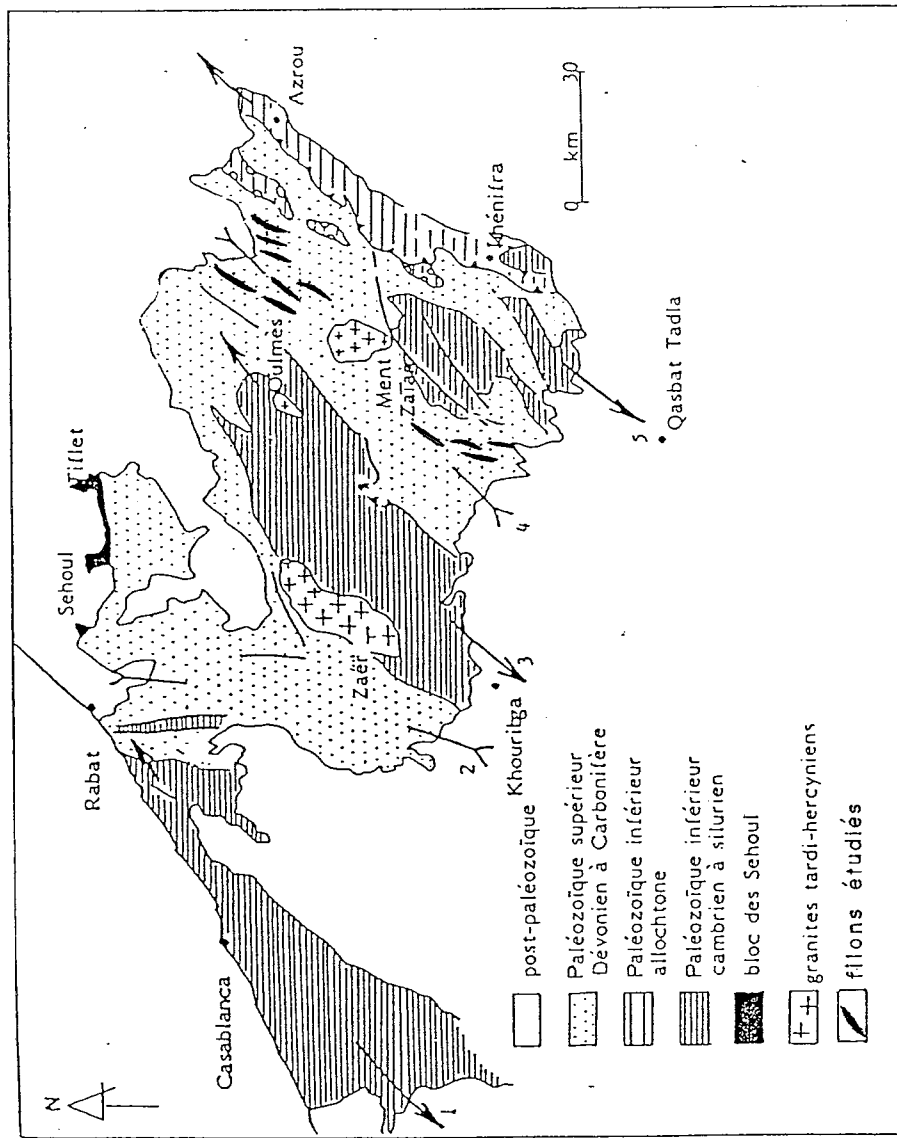 N
Casablanca
Rabat
Sehoul
Tiflet
Oulmès
Azrou
Zaër
Ment
Zaïan
Khénifra
Khouribga
Qasbat Tadla
1
2
3
4
5
0 30
km
post-paléozoïque
Paléozoïque supérieur
Dévonien à Carbonifère
Paléozoïque inférieur
allochtone
Paléozoïque inférieur
cambrien à silurien
bloc des Sehoul
granites tardi-hercyniens
filons étudiés